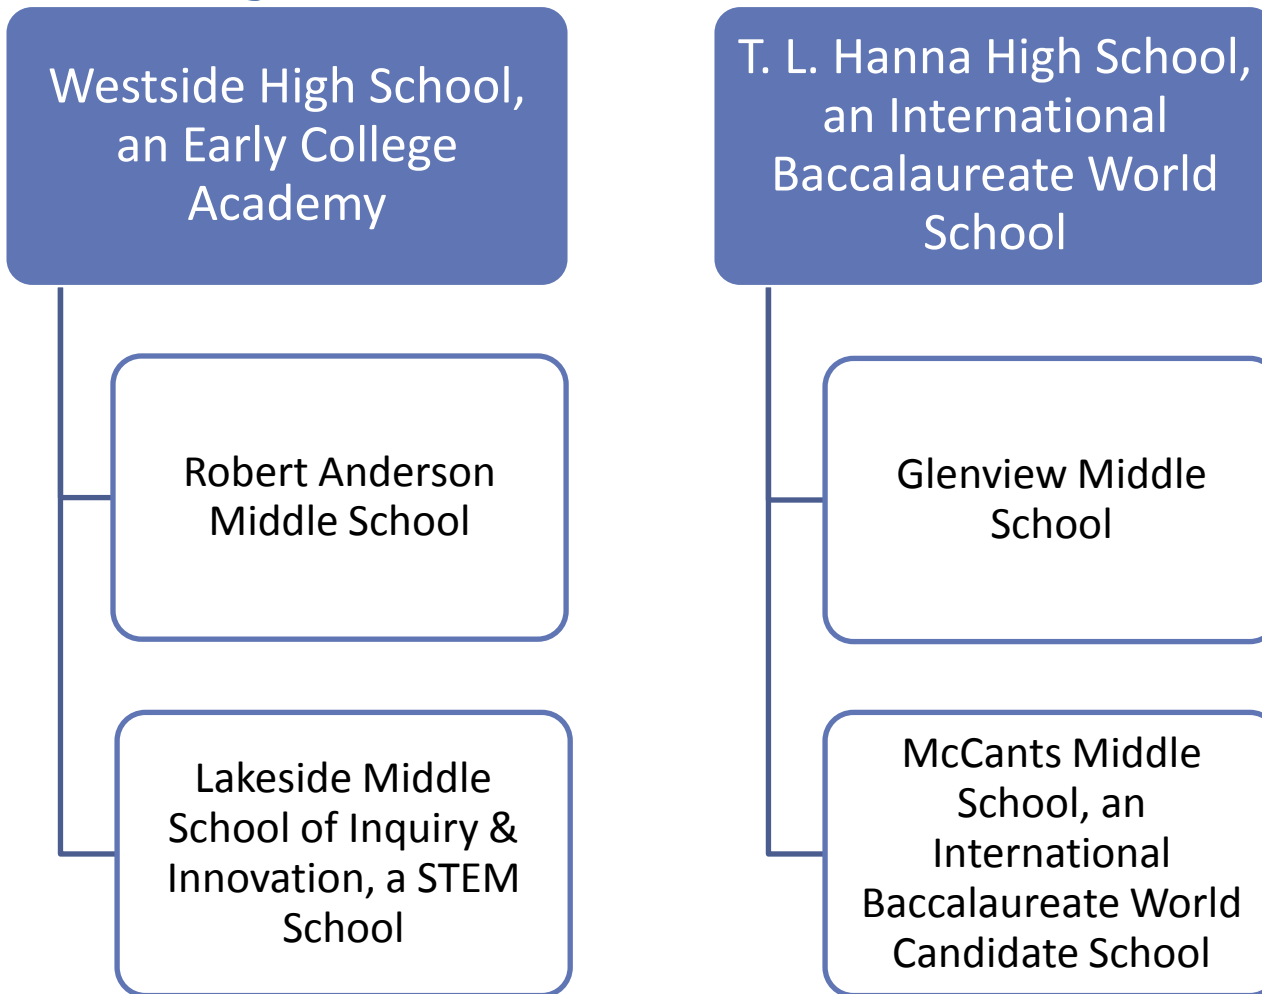 Westside High School,
an Early College
Academy
Robert Anderson
Middle School
Lakeside Middle
School of Inquiry &
Innovation, a STEM
School
T. L. Hanna High School,
an International
Baccalaureate World
School
Glenview Middle
School
McCants Middle
School, an
International
Baccalaureate World
Candidate School